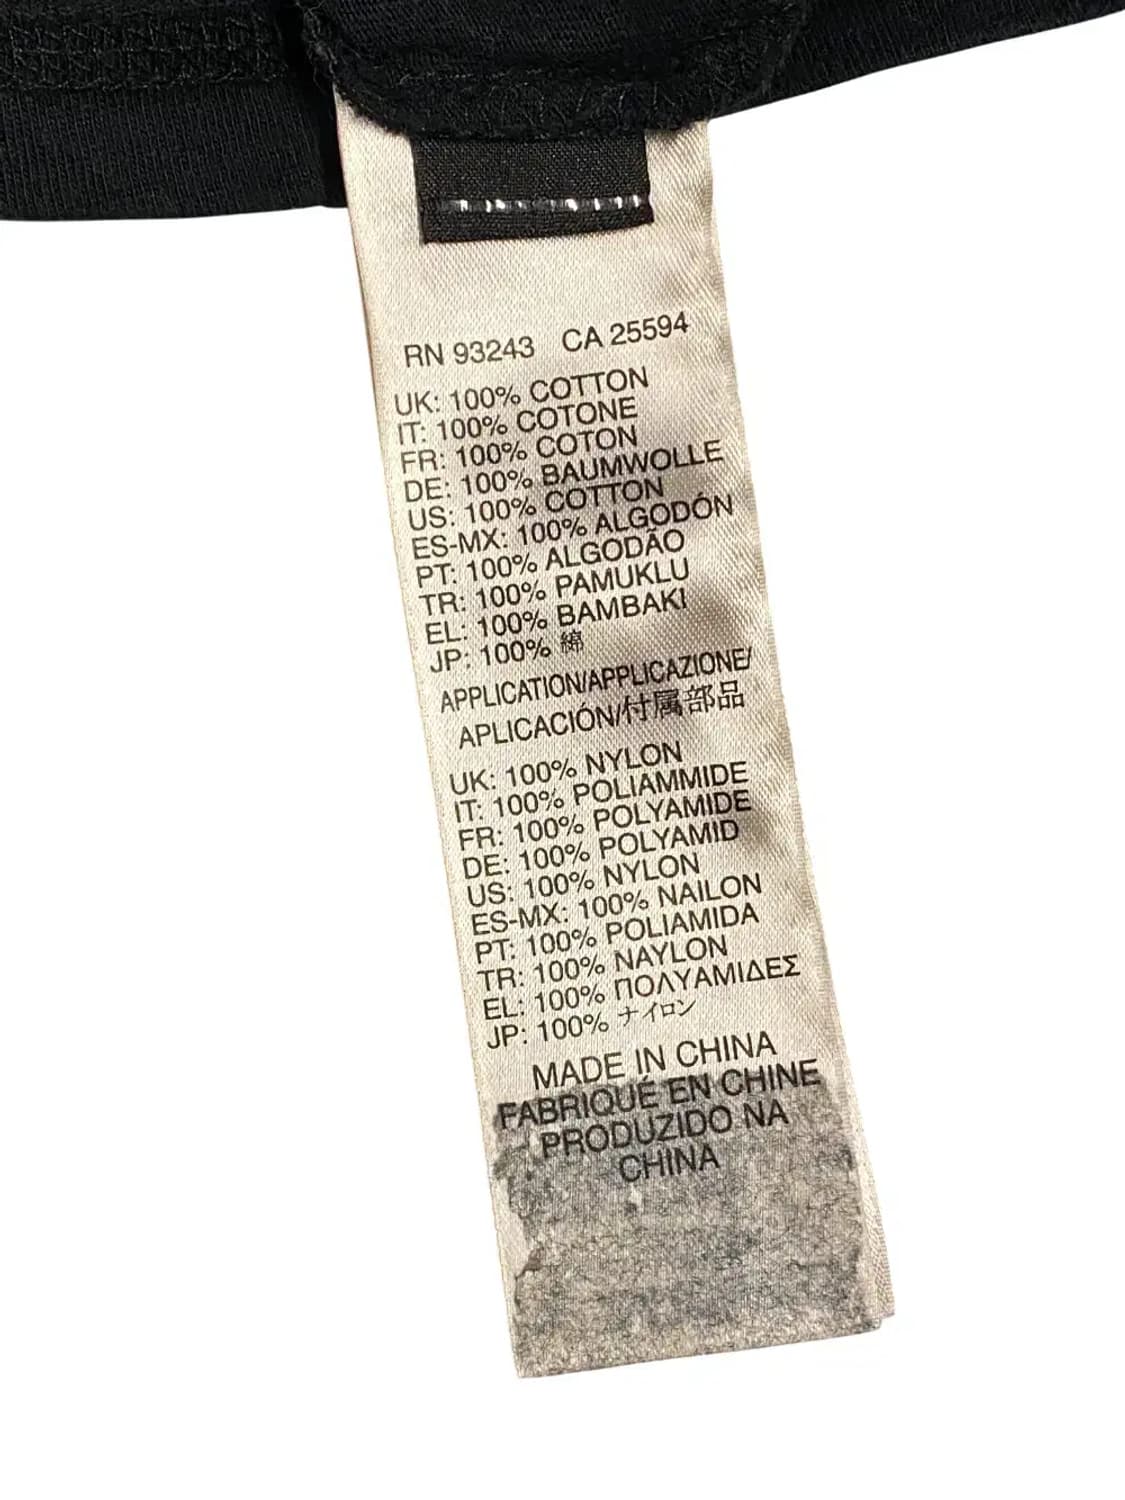 RN 93243 CA 25594
UK: 100% COTTON
IT: 100% COTONE
FR: 100% COTON
DE: 100% BAUMWOLLE
US: 100% COTTON
ES-MX: 100% ALGODÓN
PT: 100% ALGODÃO
TR: 100% PAMUKLU
EL: 100% BAMBAKI
JP: 100% 綿
APPLICATION/APPLICAZIONE/
APLICACIÓN/付属部品
UK: 100% NYLON
IT: 100% POLIAMMIDE
FR: 100% POLYAMIDE
DE: 100% POLYAMID
US: 100% NYLON
ES-MX: 100% NAILON
PT: 100% POLIAMIDA
TR: 100% NAYLON
EL: 100% ΠΟΛΥΑΜΙΔΕΣ
JP: 100% ナイロン
MADE IN CHINA
FABRIQUÉ EN CHINE
PRODUZIDO NA
CHINA